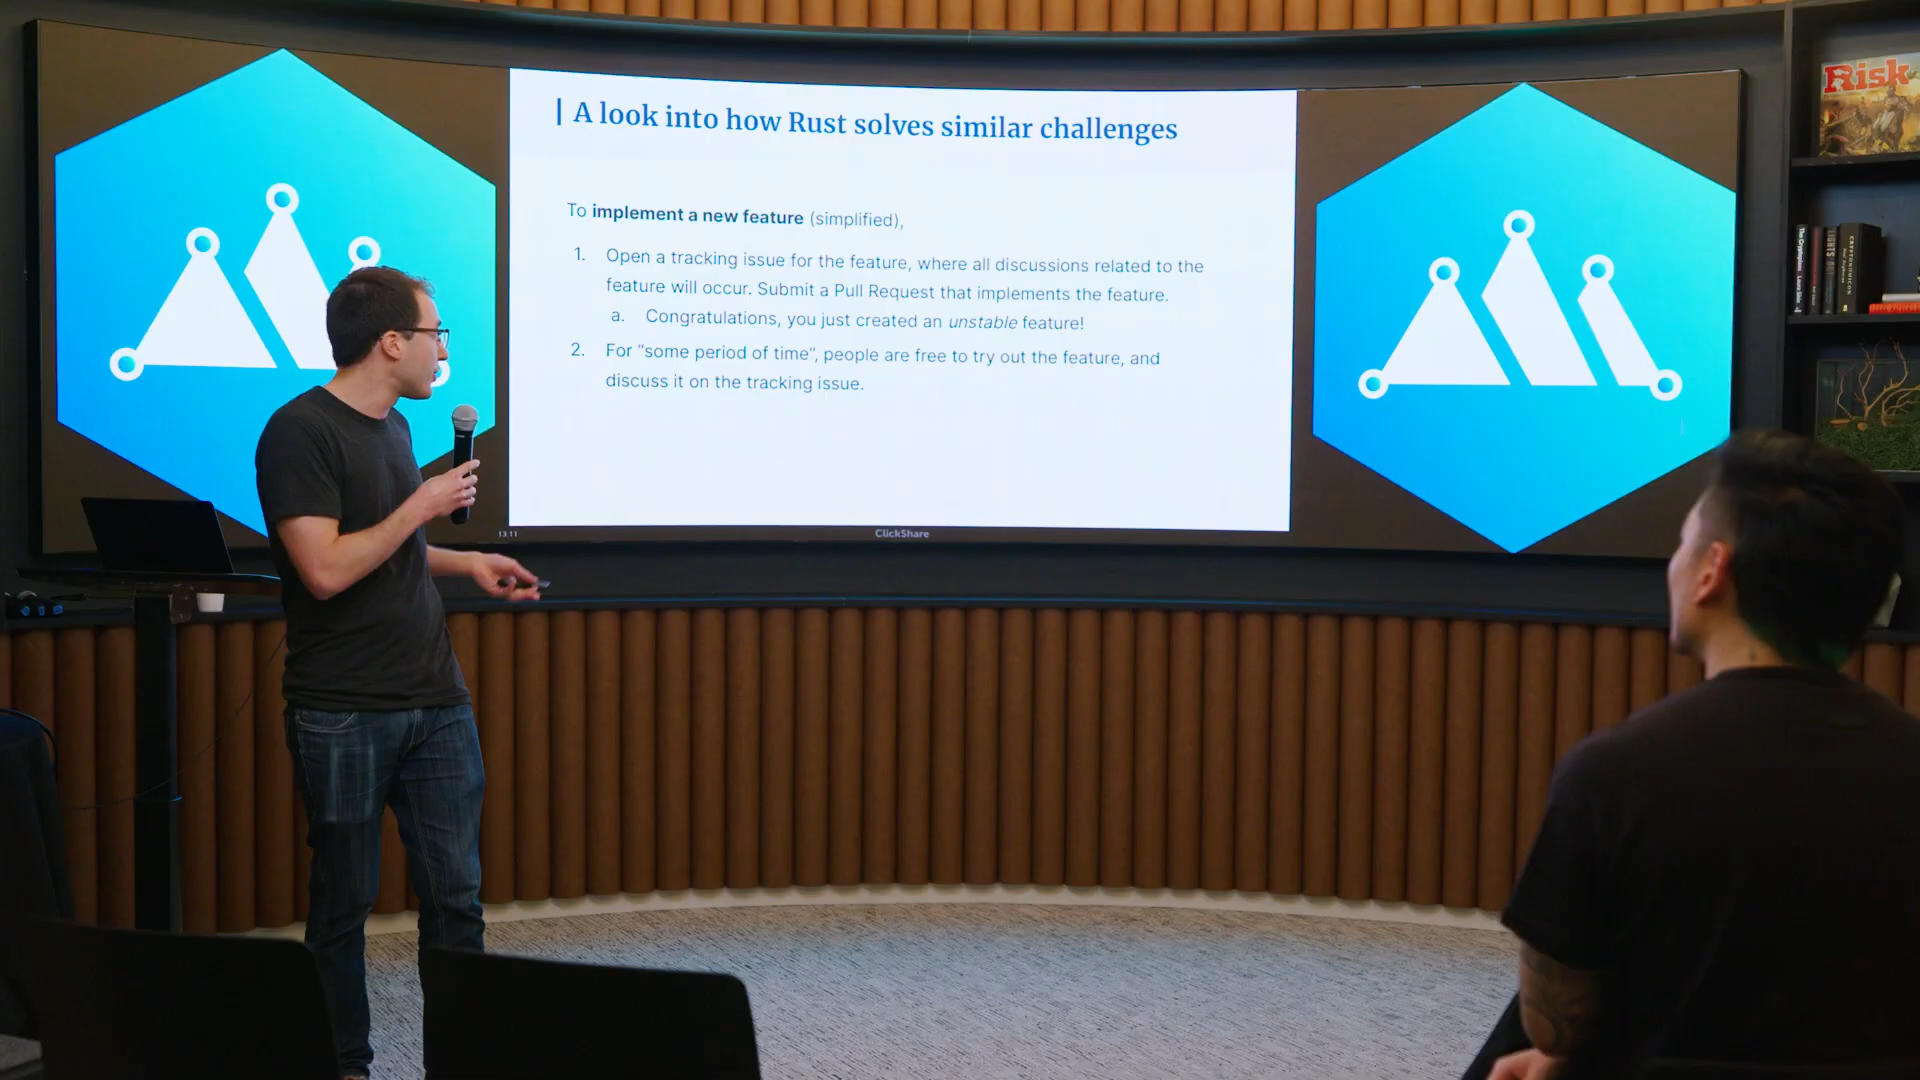 A look into how Rust solves similar challenges
To implement a new feature (simplified),
1. Open a tracking issue for the feature, where all discussions related to the
feature will occur. Submit a Pull Request that implements the feature.
a. Congratulations, you just created an unstable feature!
2. For “some period of time”, people are free to try out the feature, and
discuss it on the tracking issue.
13:11
ClickShare
Risk
CRYPTONOMICON